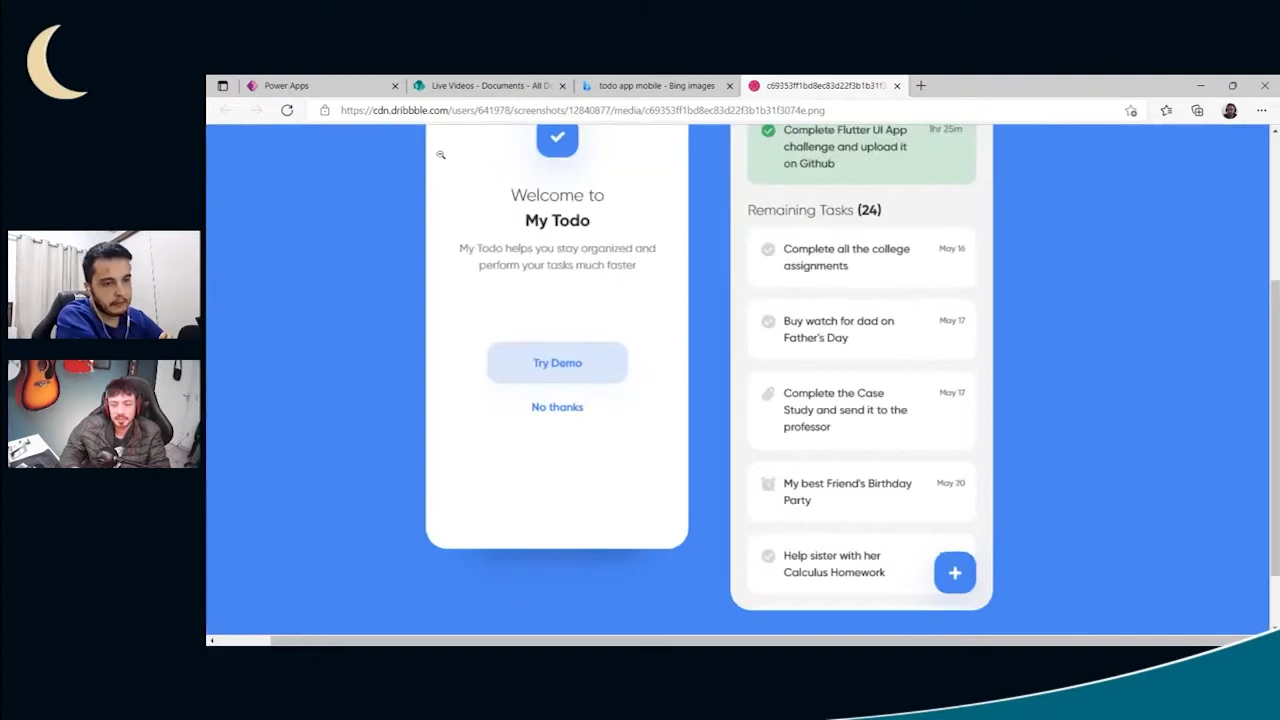 Power Apps
Live Videos - Documents - All D
todo app mobile - Bing images
c69353ff1bd8ec83d22f3b1b31f3
https://cdn.dribbble.com/users/641978/screenshots/12840877/media/c69353ff1bd8ec83d22f3b1b31f3074e.png
Welcome to
My Todo
My Todo helps you stay organized and
perform your tasks much faster
Try Demo
No thanks
Complete Flutter UI App
challenge and upload it
on Github
1hr 25m
Remaining Tasks (24)
Complete all the college
assignments
May 16
Buy watch for dad on
Father's Day
May 17
Complete the Case
Study and send it to the
professor
May 17
My best Friend's Birthday
Party
May 20
Help sister with her
Calculus Homework